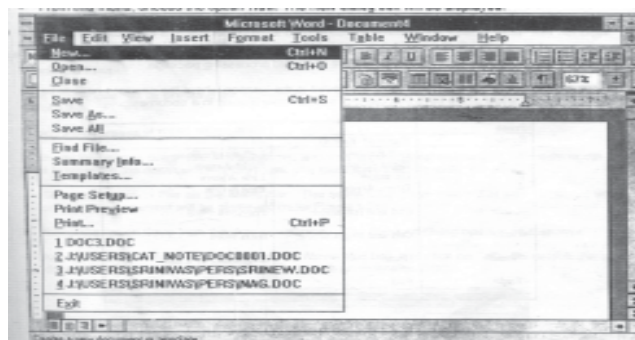 Microsoft Word - Document4
File Edit View Insert Format Tools Table Window Help
New... Ctrl+N
Open... Ctrl+O
Close
Save Ctrl+S
Save As...
Save All
Find File...
Summary Info...
Templates...
Page Setup...
Print Preview
Print... Ctrl+P
1 DOC3.DOC
2 J:\USERS\CAT_NOTE\DOC0001.DOC
3 J:\USERS\SRINIVAS\PERS\SRINEW.DOC
4 J:\USERS\SRINIVAS\PERS\NAG.DOC
Exit
B I U
67%